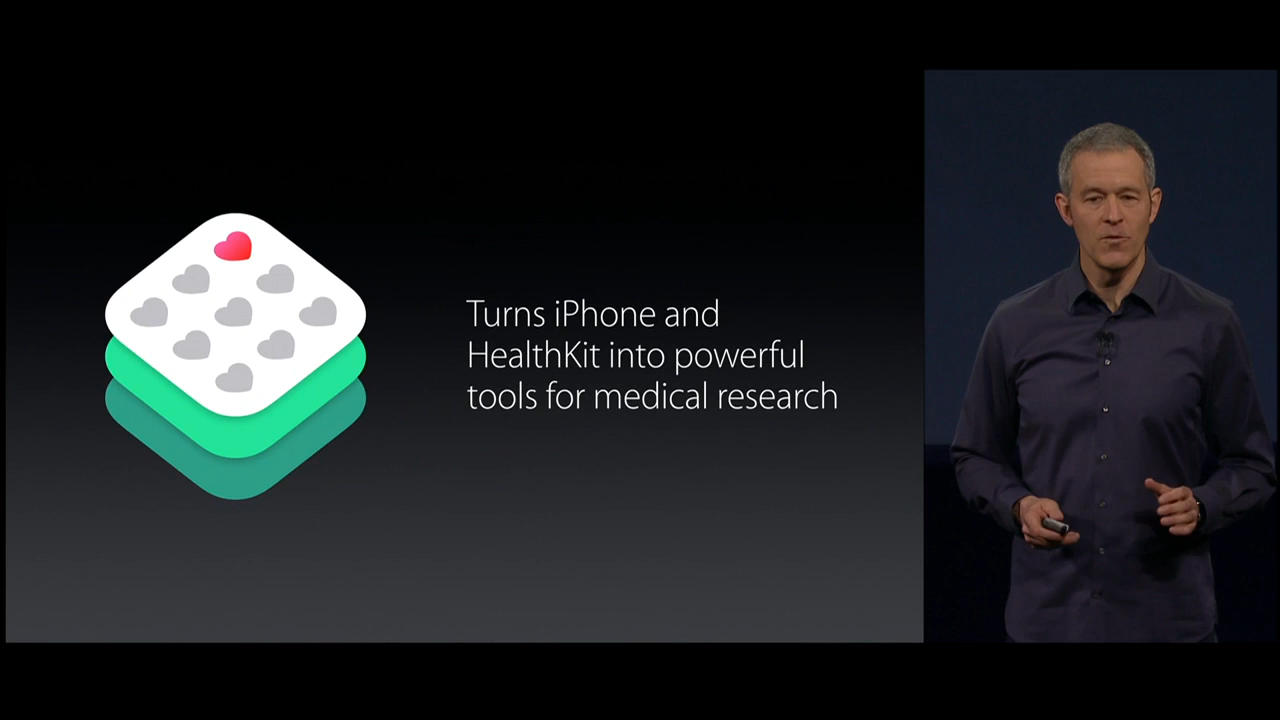 Turns iPhone and
HealthKit into powerful
tools for medical research